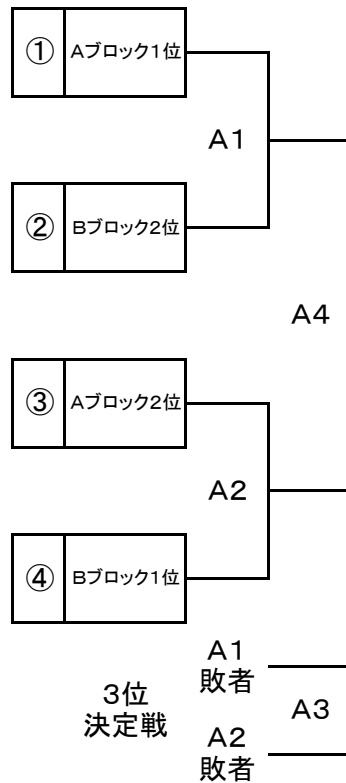 ① Aブロック1位
A1
② Bブロック2位
A4
③ Aブロック2位
A2
④ Bブロック1位
A1
敗者
3位
決定戦
A3
A2
敗者